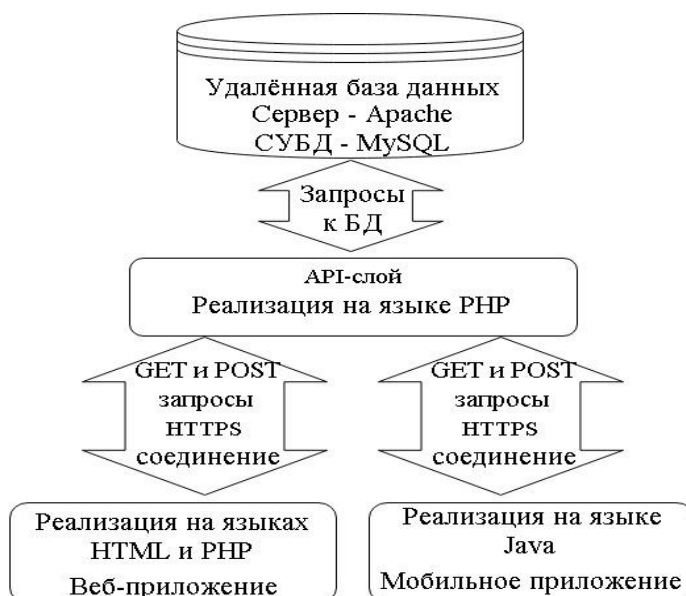 Удалённая база данных
Сервер - Apache
СУБД - MySQL
Запросы
к БД
API-слой
Реализация на языке PHP
GET и POST
запросы
HTTPS
соединение
GET и POST
запросы
HTTPS
соединение
Реализация на языках
HTML и PHP
Веб-приложение
Реализация на языке
Java
Мобильное приложение